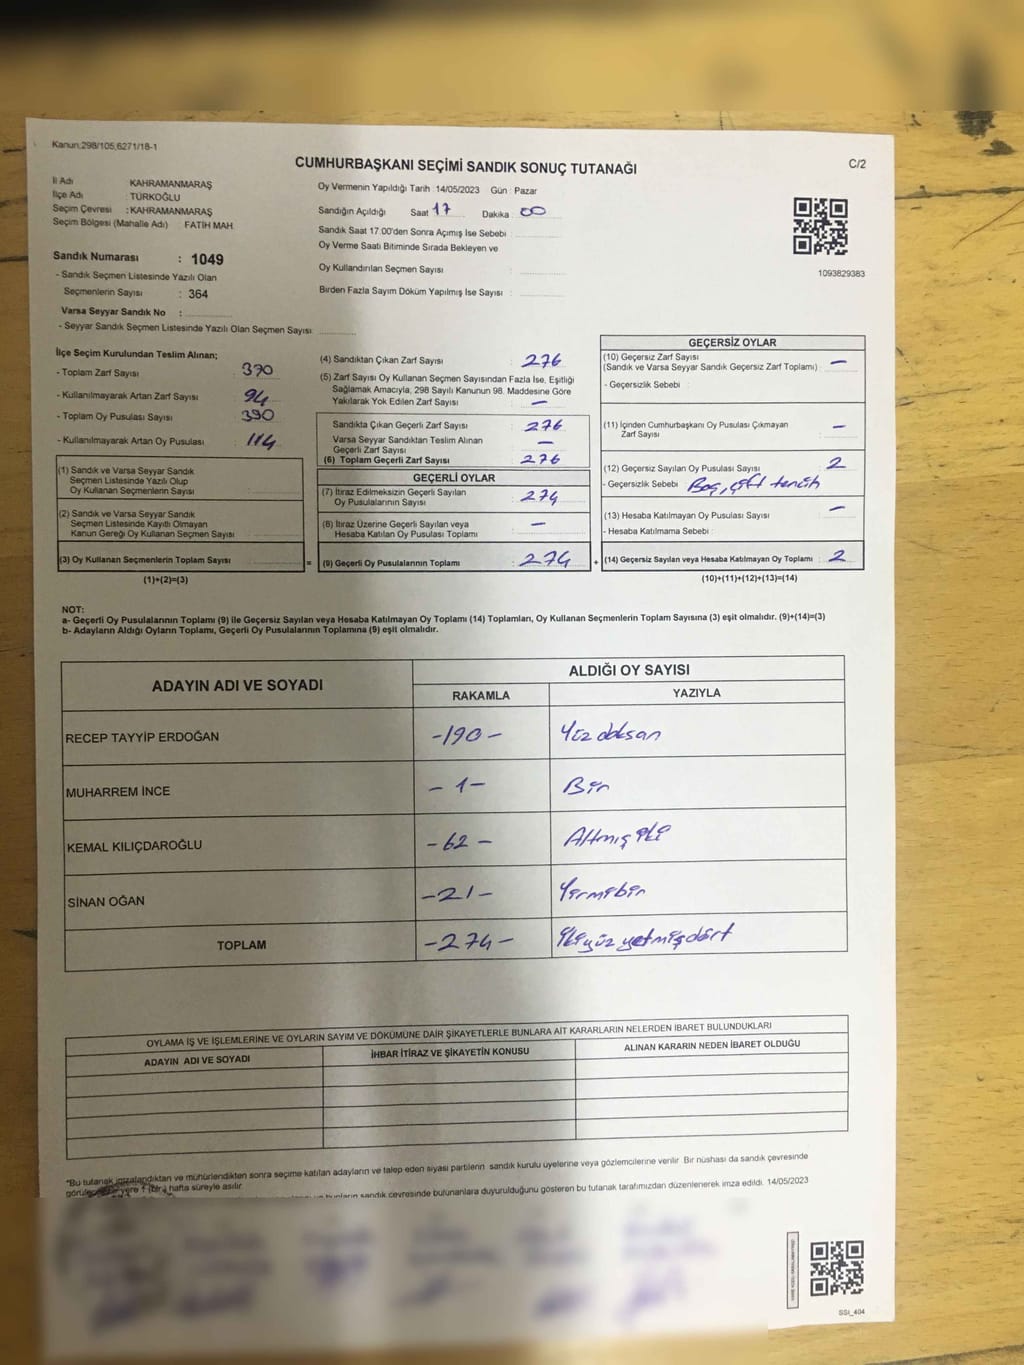 Kanun;298/105,6271/18-1
CUMHURBAŞKANI SEÇİMİ SANDIK SONUÇ TUTANAĞI
C/2
İl Adı KAHRAMANMARAŞ
İlçe Adı : TÜRKOĞLU
Seçim Çevresi : KAHRAMANMARAŞ
Seçim Bölgesi (Mahalle Adı) FATİH MAH.
Sandık Numarası : 1049
- Sandık Seçmen Listesinde Yazılı Olan
Seçmenlerin Sayısı : 364
Varsa Seyyar Sandık No :
- Seyyar Sandık Seçmen Listesinde Yazılı Olan Seçmen Sayısı:
Oy Vermenin Yapıldığı Tarih 14/05/2023 Gün : Pazar
Sandığın Açıldığı Saat 17 Dakika : 00
Sandık Saat 17.00'den Sonra Açımış İse Sebebi :
Oy Verme Saati Bitiminde Sırada Bekleyen ve
Oy Kullandırılan Seçmen Sayısı :
Birden Fazla Sayım Döküm Yapılmış İse Sayısı :
1093829383
İlçe Seçim Kurulundan Teslim Alınan;
- Toplam Zarf Sayısı : 370
- Kullanılmayarak Artan Zarf Sayısı : 94
- Toplam Oy Pusulası Sayısı : 390
- Kullanılmayarak Artan Oy Pusulası : 114
(1) Sandık ve Varsa Seyyar Sandık
Seçmen Listesinde Yazılı Olup
Oy Kullanan Seçmenlerin Sayısı :
(2) Sandık ve Varsa Seyyar Sandık
Seçmen Listesinde Kayıtlı Olmayan
Kanun Gereği Oy Kullanan Seçmen Sayısı :
(3) Oy Kullanan Seçmenlerin Toplam Sayısı :
(1)+(2)=(3)
(4) Sandıktan Çıkan Zarf Sayısı : 276
(5) Zarf Sayısı Oy Kullanan Seçmen Sayısından Fazla İse, Eşitliği
Sağlamak Amacıyla, 298 Sayılı Kanunun 98. Maddesine Göre
Yakılarak Yok Edilen Zarf Sayısı : —
Sandıkta Çıkan Geçerli Zarf Sayısı : 276
Varsa Seyyar Sandıktan Teslim Alınan
Geçerli Zarf Sayısı : —
(6) Toplam Geçerli Zarf Sayısı : 276
GEÇERLİ OYLAR
(7) İtiraz Edilmeksizin Geçerli Sayılan
Oy Pusulalarının Sayısı : 274
(8) İtiraz Üzerine Geçerli Sayılan veya
Hesaba Katılan Oy Pusulası Toplamı : —
= (9) Geçerli Oy Pusulalarının Toplamı : 274
GEÇERSİZ OYLAR
(10) Geçersiz Zarf Sayısı
(Sandık ve Varsa Seyyar Sandık Geçersiz Zarf Toplamı) : —
- Geçersizlik Sebebi :
(11) İçinden Cumhurbaşkanı Oy Pusulası Çıkmayan
Zarf Sayısı : —
(12) Geçersiz Sayılan Oy Pusulası Sayısı : 2
- Geçersizlik Sebebi : Boş, çift tercih
(13) Hesaba Katılmayan Oy Pusulası Sayısı : —
- Hesaba Katılmama Sebebi :
+ (14) Geçersiz Sayılan veya Hesaba Katılmayan Oy Toplamı : 2
(10)+(11)+(12)+(13)=(14)
NOT:
a- Geçerli Oy Pusulalarının Toplamı (9) ile Geçersiz Sayılan veya Hesaba Katılmayan Oy Toplamı (14) Toplamları, Oy Kullanan Seçmenlerin Toplam Sayısına (3) eşit olmalıdır. (9)+(14)=(3)
b- Adayların Aldığı Oyların Toplamı, Geçerli Oy Pusulalarının Toplamına (9) eşit olmalıdır.
ADAYIN ADI VE SOYADI
ALDIĞI OY SAYISI
RAKAMLA YAZIYLA
RECEP TAYYİP ERDOĞAN -190- Yüz doksan
MUHARREM İNCE -1- Bir
KEMAL KILIÇDAROĞLU -62- Altmış iki
SİNAN OĞAN -21- Yirmibir
TOPLAM -274- İkiyüz yetmişdört
OYLAMA İŞ VE İŞLEMLERİNE VE OYLARIN SAYIM VE DÖKÜMÜNE DAİR ŞİKAYETLERLE BUNLARA AİT KARARLARIN NELERDEN İBARET BULUNDUKLARI
ADAYIN ADI VE SOYADI İHBAR İTİRAZ VE ŞİKAYETİN KONUSU ALINAN KARARIN NEDEN İBARET OLDUĞU
"Bu tutanak imzalandıktan ve mühürlendikten sonra seçime katılan adayların ve talep eden siyasi partilerin sandık kurulu üyelerine veya gözlemcilerine verilir. Bir nüshası da sandık çevresinde
yere 1 (bir) hafta süreyle asılır.
sandık çevresinde bulunanlara duyurulduğunu gösteren bu tutanak tarafımızdan düzenlenerek imza edildi. 14/05/2023
SSI_404